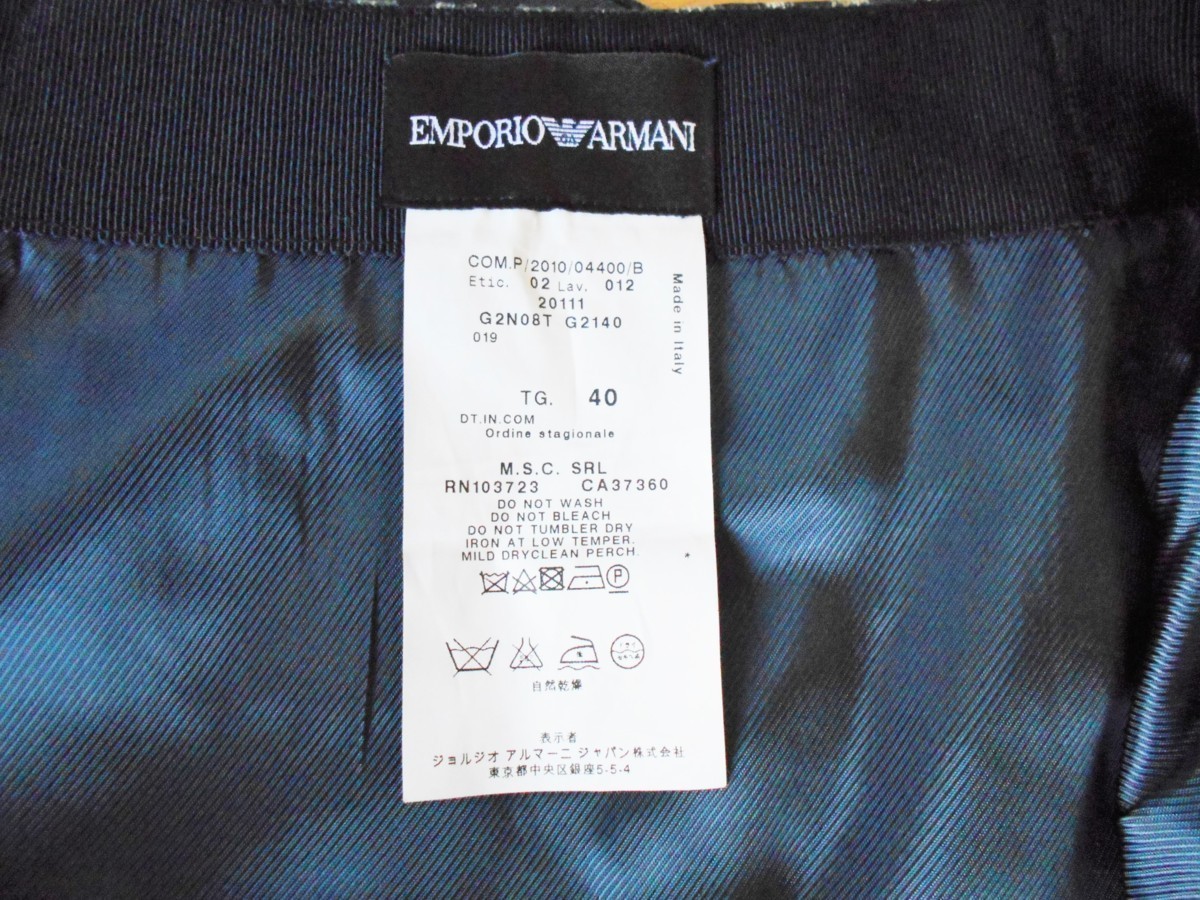 EMPORIO ARMANI
COM.P/2010/04400/B
Etic. 02 Lav. 012
20111
G2N08T G2140
019
Made in Italy
TG. 40
DT.IN.COM
Ordine stagionale
M.S.C. SRL
RN103723 CA37360
DO NOT WASH
DO NOT BLEACH
DO NOT TUMBLER DRY
IRON AT LOW TEMPER.
MILD DRYCLEAN PERCH.
P
自然乾燥
表示者
ジョルジオ アルマーニ ジャパン株式会社
東京都中央区銀座5-5-4